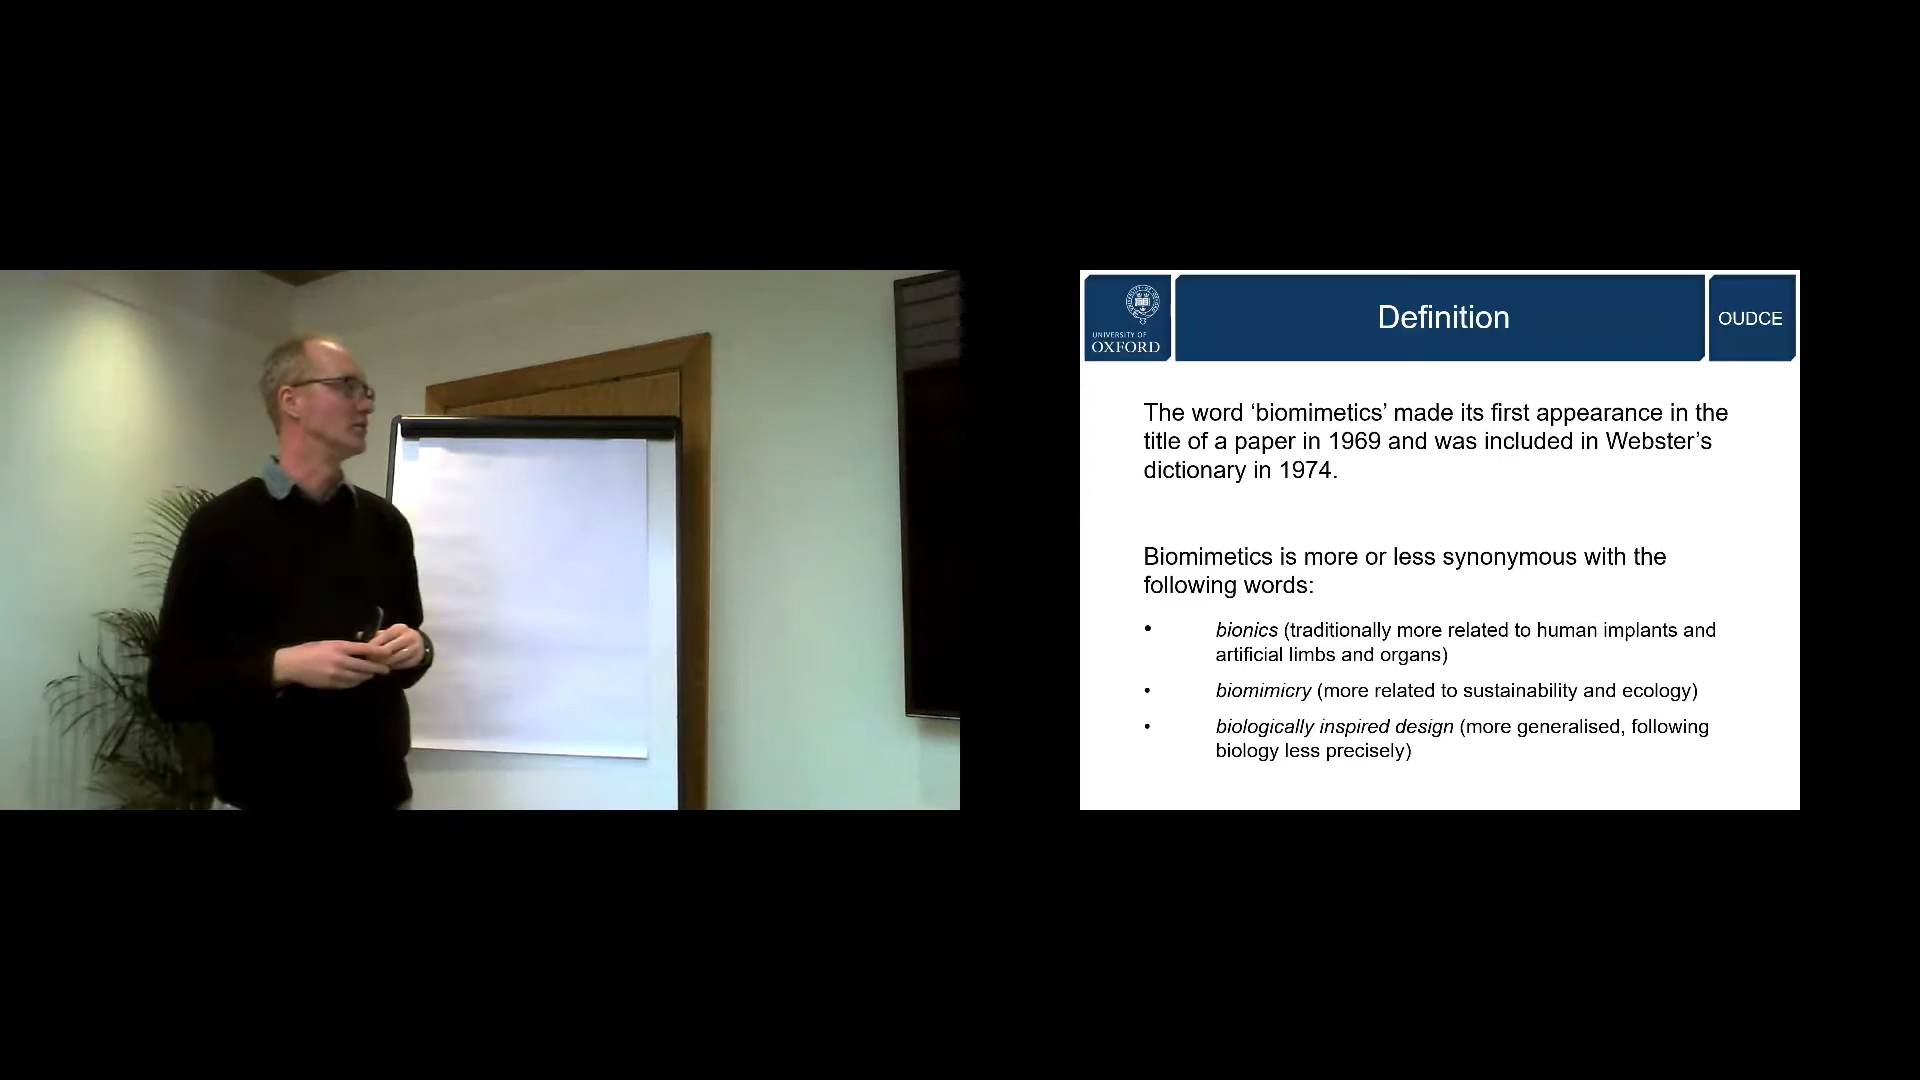 UNIVERSITY OF
OXFORD
Definition
OUDCE
The word ‘biomimetics’ made its first appearance in the
title of a paper in 1969 and was included in Webster’s
dictionary in 1974.
Biomimetics is more or less synonymous with the
following words:
• bionics (traditionally more related to human implants and
artificial limbs and organs)
• biomimicry (more related to sustainability and ecology)
• biologically inspired design (more generalised, following
biology less precisely)